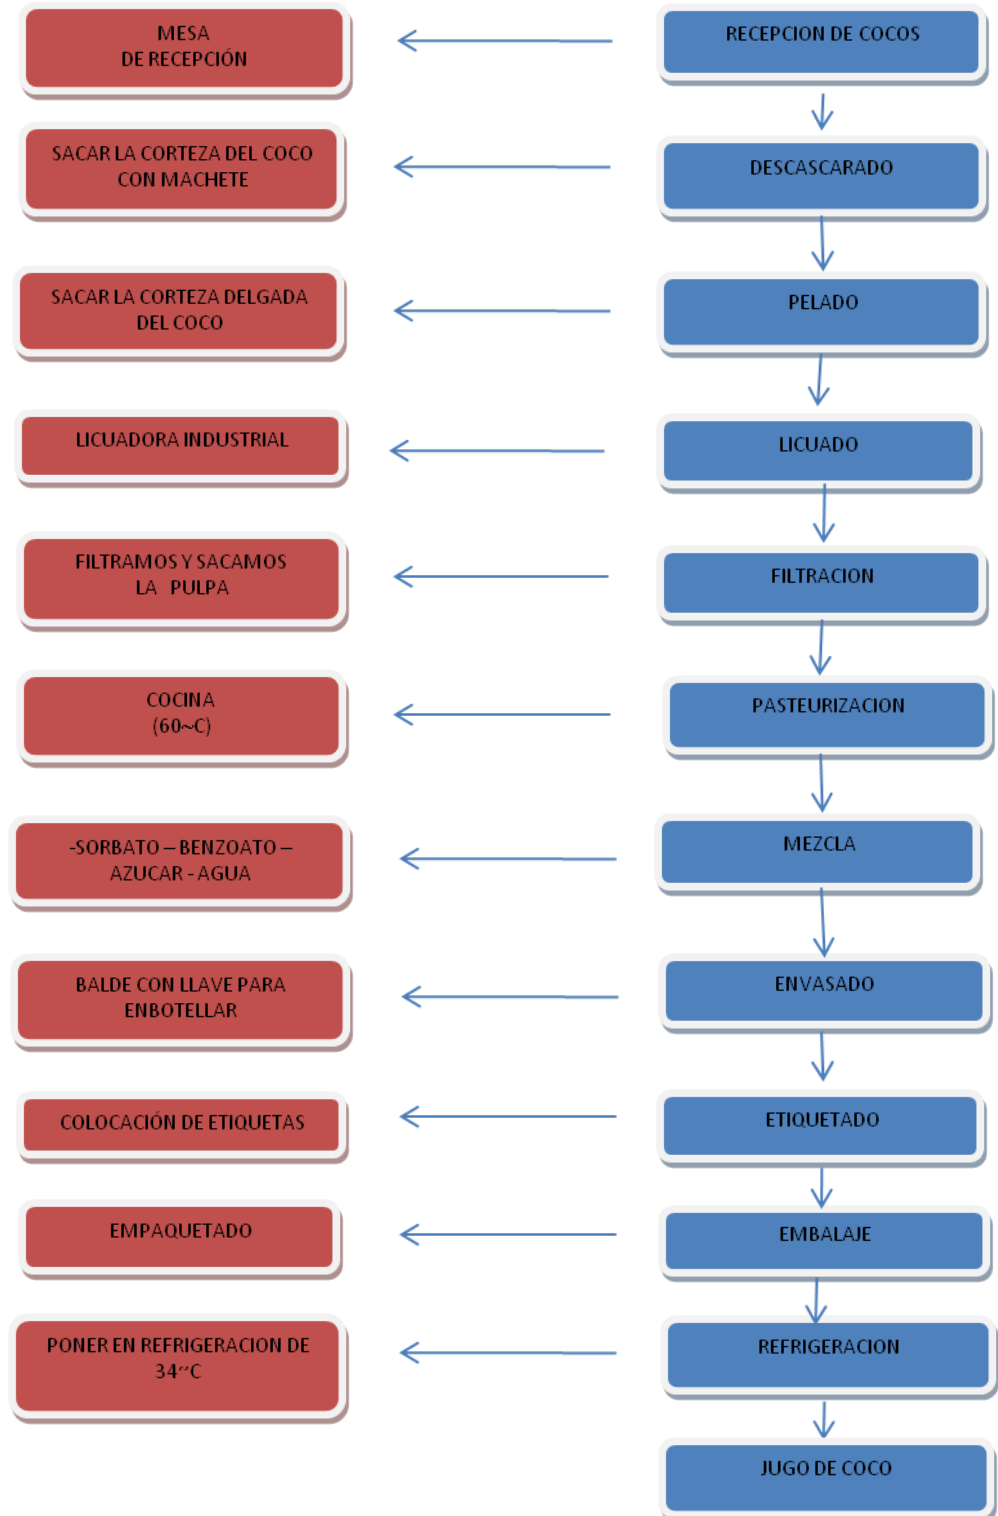 MESA
DE RECEPCIÓN
RECEPCION DE COCOS
SACAR LA CORTEZA DEL COCO
CON MACHETE
DESCASCARADO
SACAR LA CORTEZA DELGADA
DEL COCO
PELADO
LICUADORA INDUSTRIAL
LICUADO
FILTRAMOS Y SACAMOS
LA PULPA
FILTRACION
COCINA
(60~C)
PASTEURIZACION
-SORBATO – BENZOATO –
AZUCAR - AGUA
MEZCLA
BALDE CON LLAVE PARA
ENBOTELLAR
ENVASADO
COLOCACIÓN DE ETIQUETAS
ETIQUETADO
EMPAQUETADO
EMBALAJE
PONER EN REFRIGERACION DE
34~C
REFRIGERACION
JUGO DE COCO